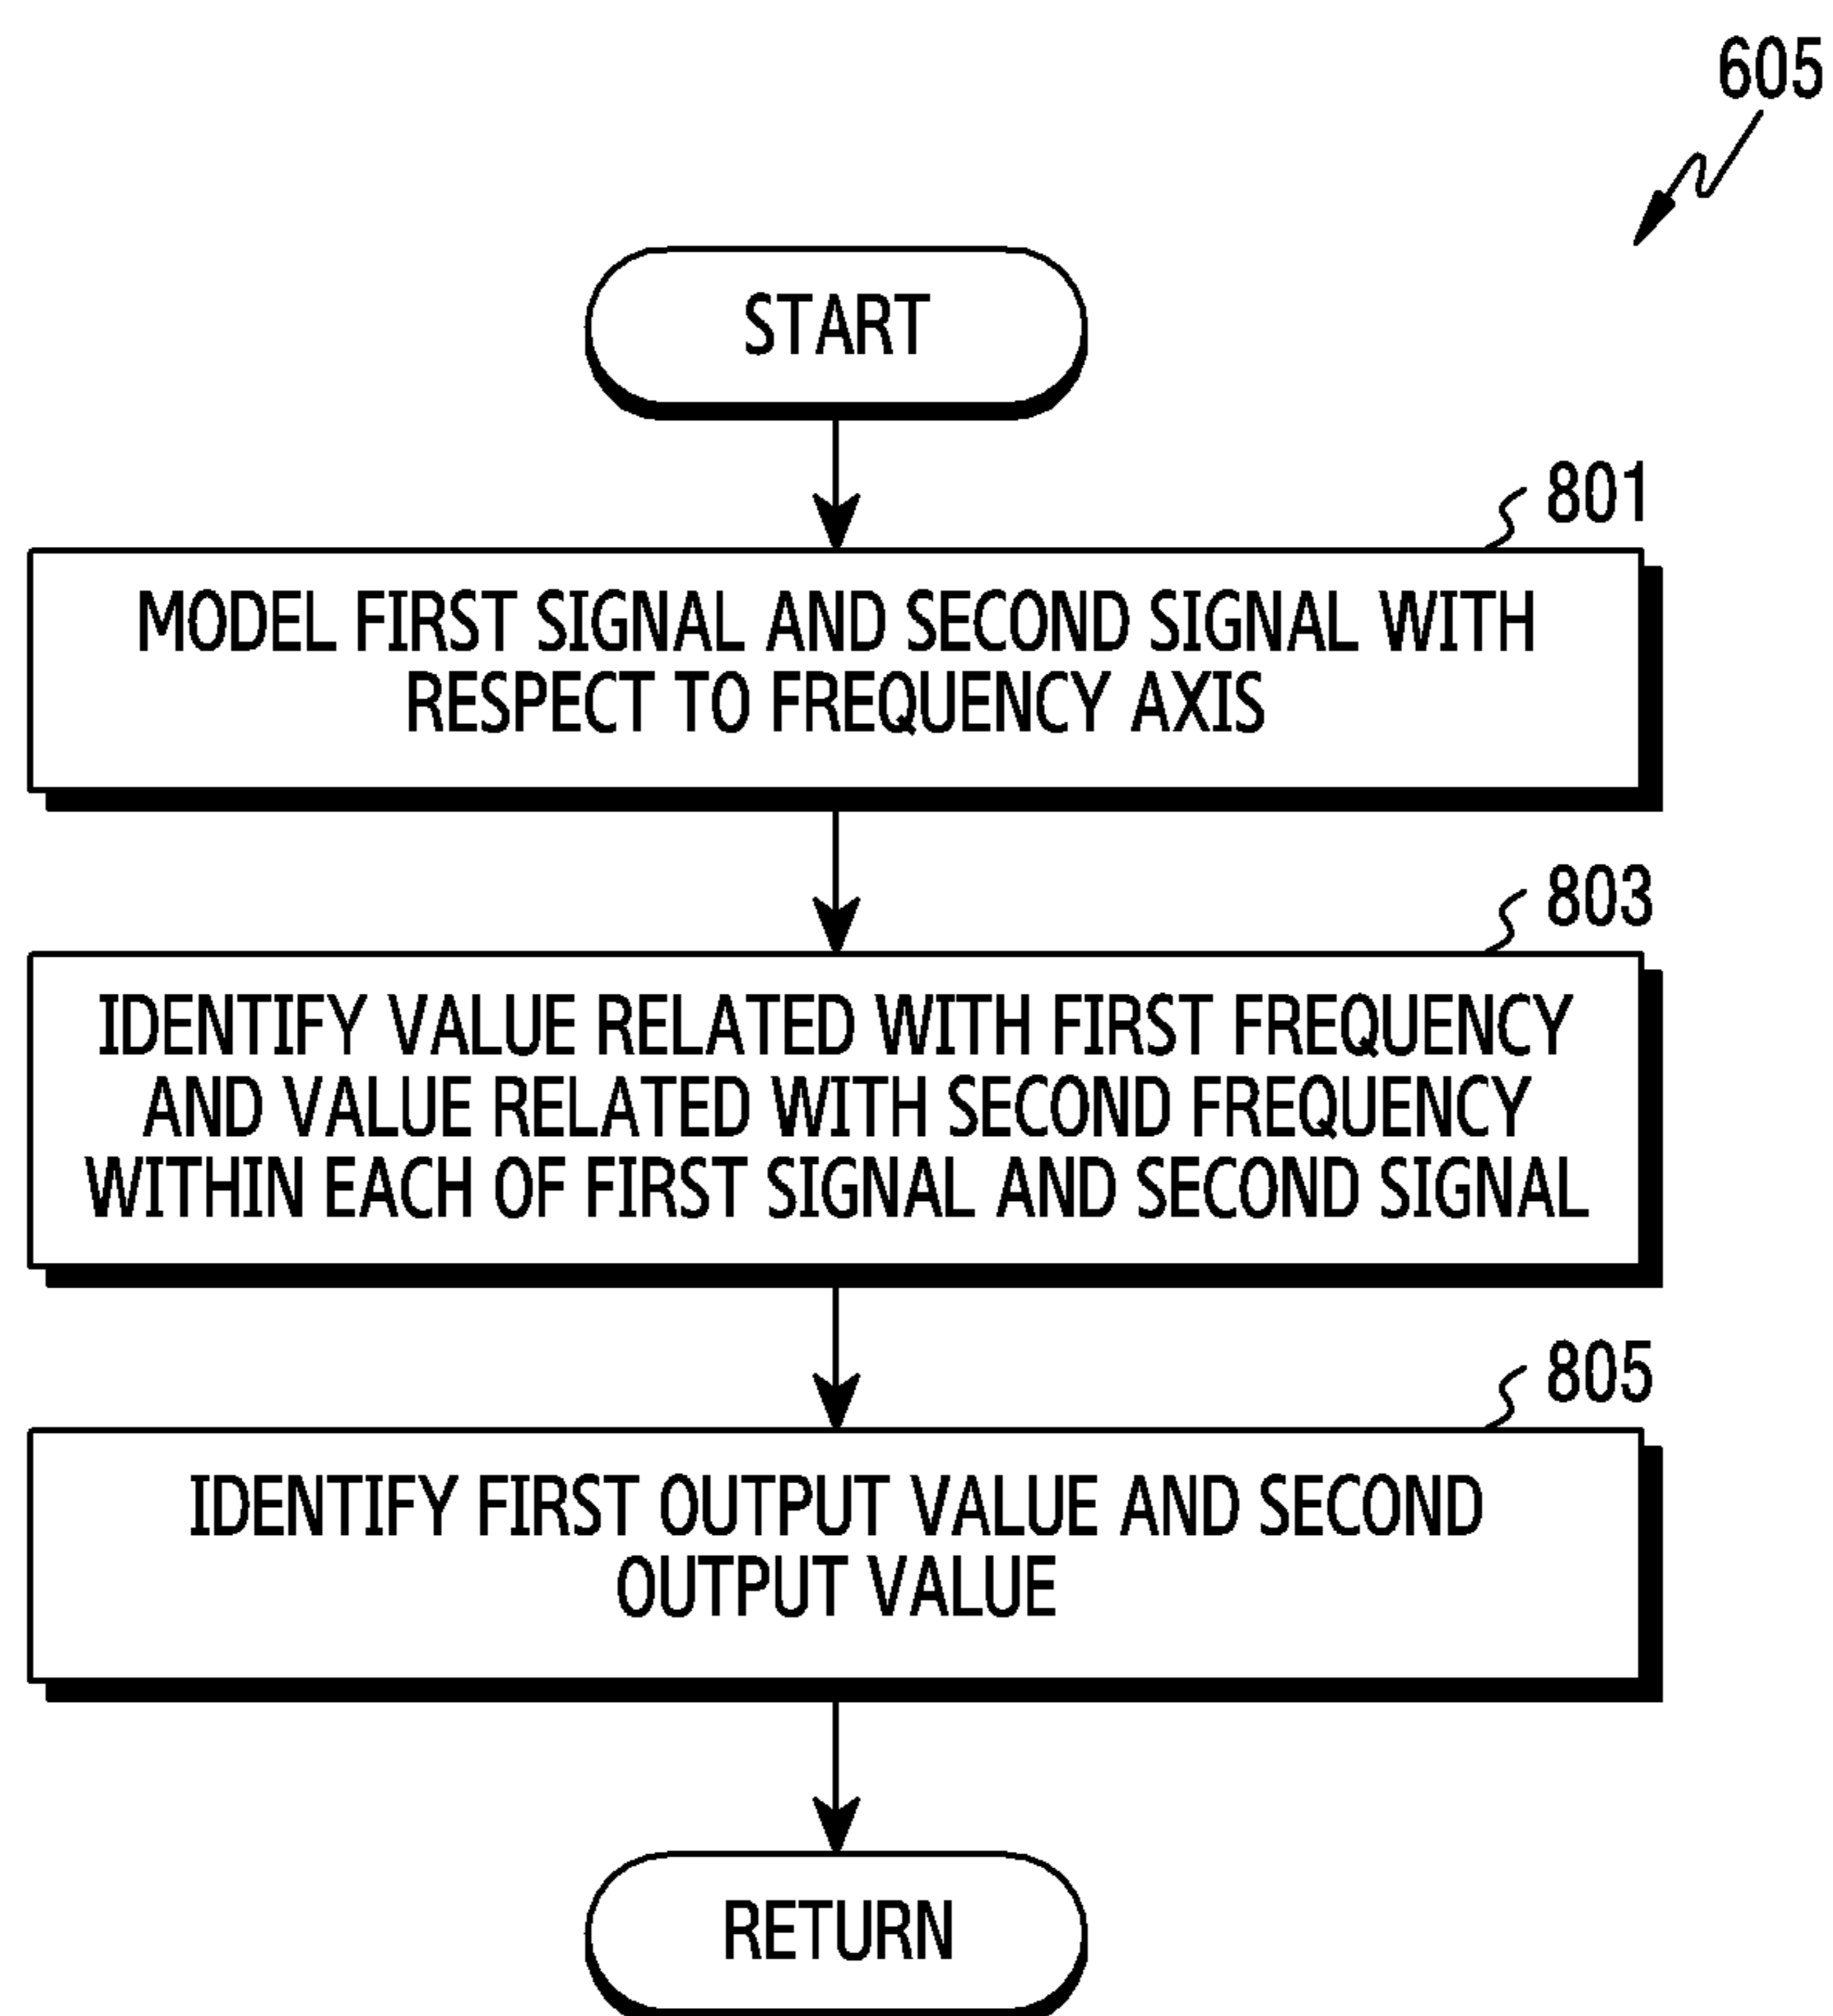 605
START
801
MODEL FIRST SIGNAL AND SECOND SIGNAL WITH
RESPECT TO FREQUENCY AXIS
803
IDENTIFY VALUE RELATED WITH FIRST FREQUENCY
AND VALUE RELATED WITH SECOND FREQUENCY
WITHIN EACH OF FIRST SIGNAL AND SECOND SIGNAL
805
IDENTIFY FIRST OUTPUT VALUE AND SECOND
OUTPUT VALUE
RETURN